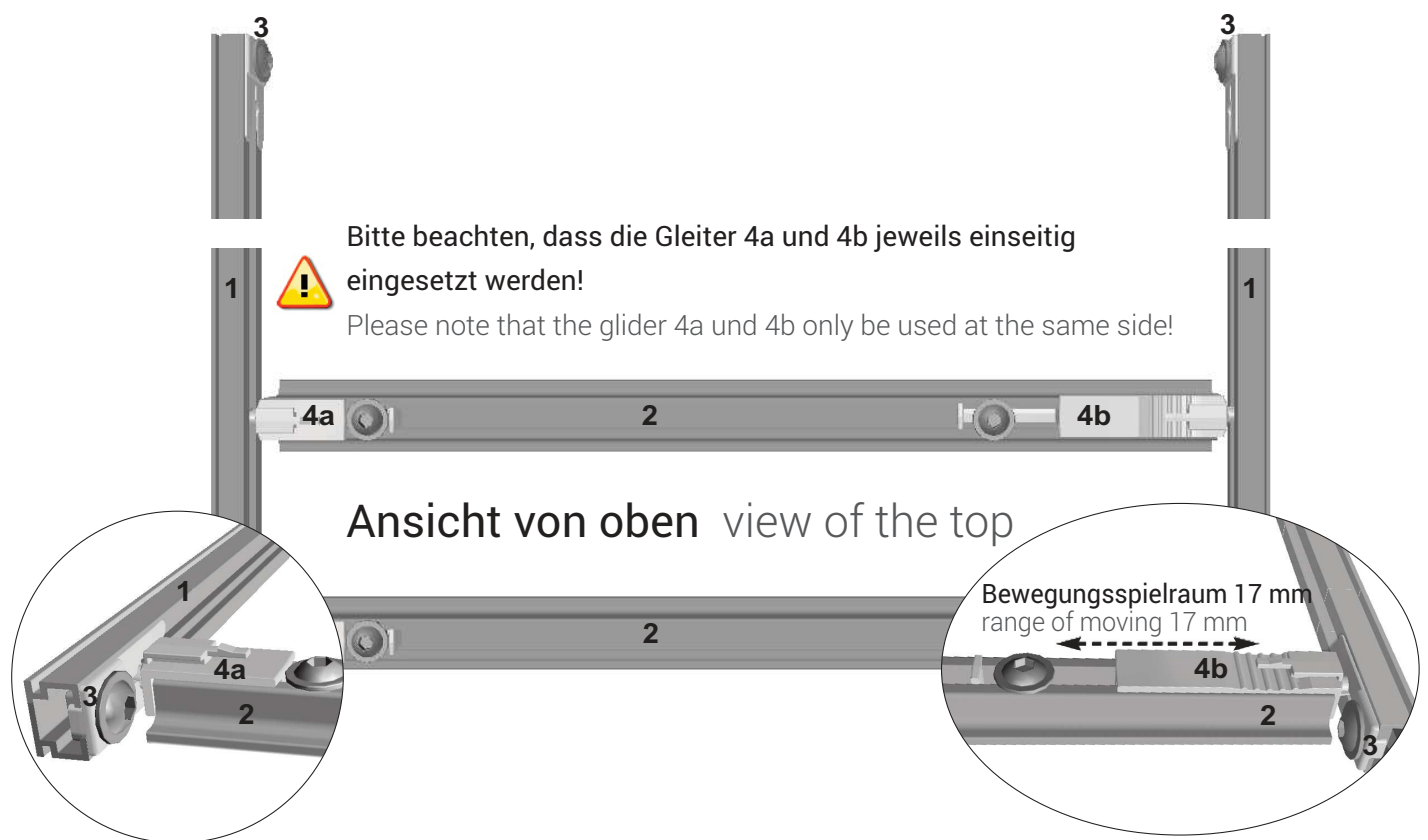 3 3
Bitte beachten, dass die Gleiter 4a und 4b jeweils einseitig
eingesetzt werden!
Please note that the glider 4a und 4b only be used at the same side!
1 1
4a 2 4b
Ansicht von oben view of the top
1
4a
3
2
2
Bewegungsspielraum 17 mm
range of moving 17 mm
4b
2
3